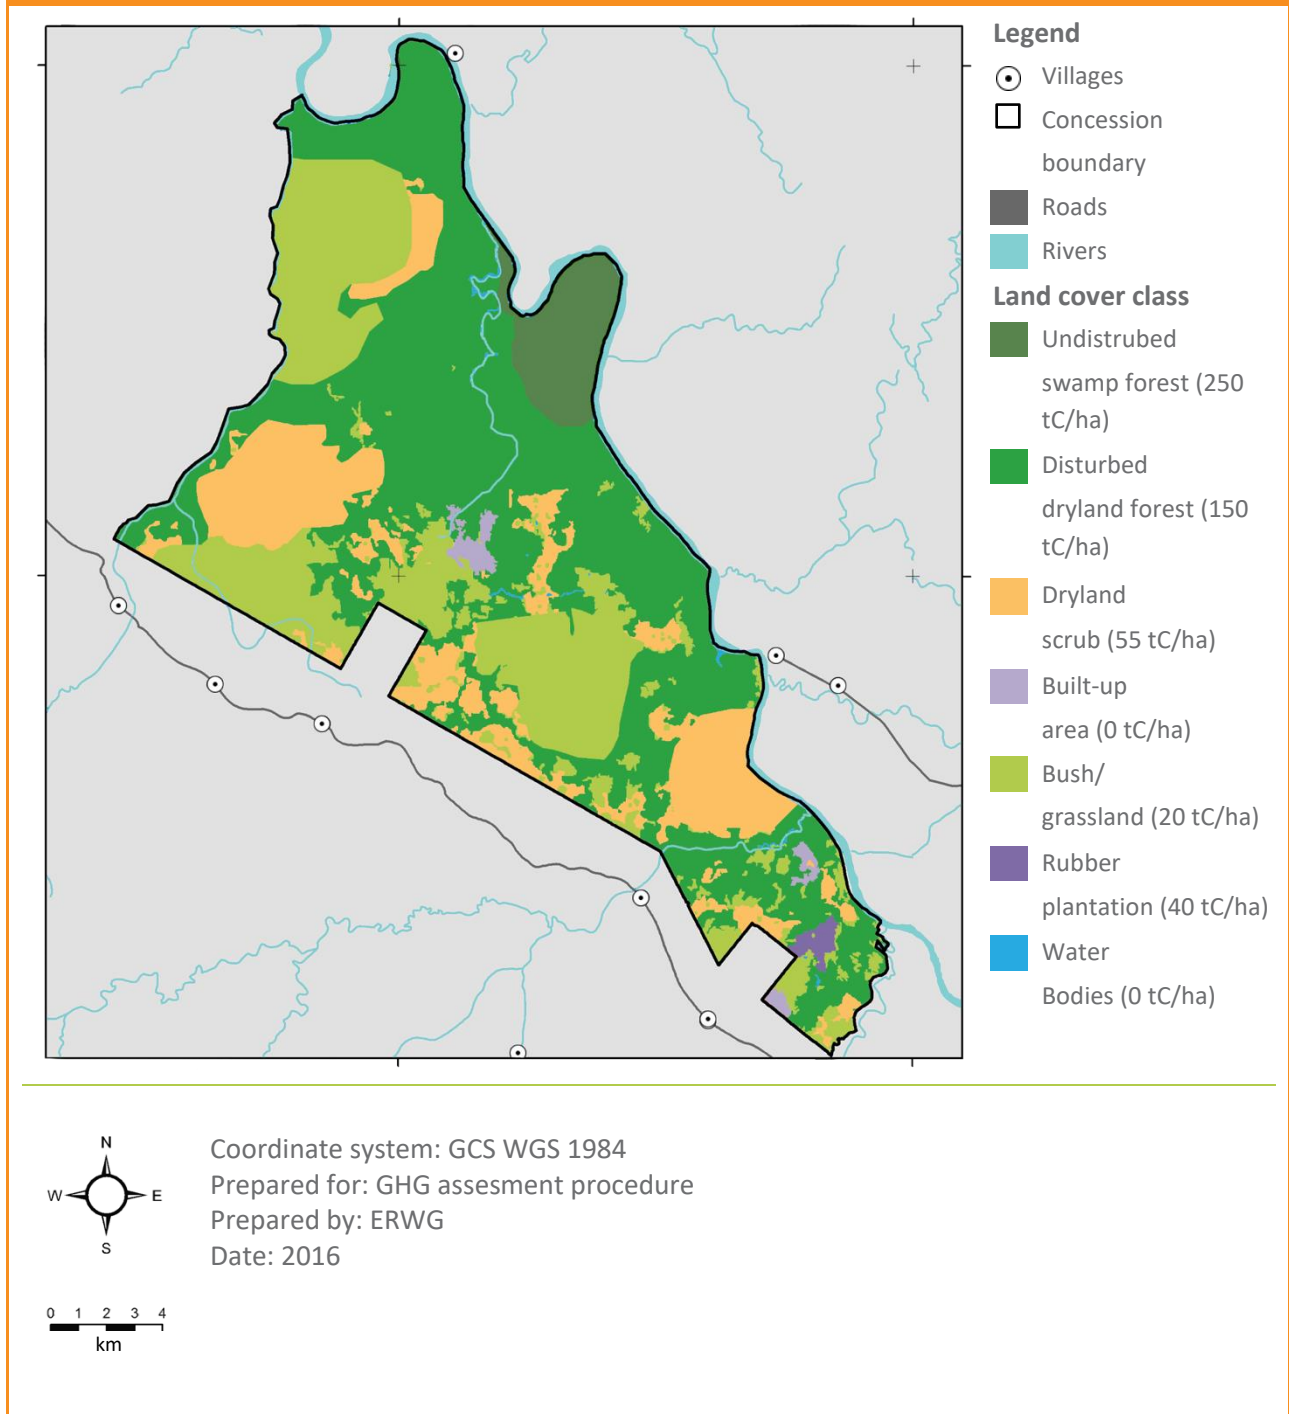 Legend
Villages
Concession
boundary
Roads
Rivers
Land cover class
Undistrubed
swamp forest (250
tC/ha)
Disturbed
dryland forest (150
tC/ha)
Dryland
scrub (55 tC/ha)
Built-up
area (0 tC/ha)
Bush/
grassland (20 tC/ha)
Rubber
plantation (40 tC/ha)
Water
Bodies (0 tC/ha)
N
W E
S
Coordinate system: GCS WGS 1984
Prepared for: GHG assesment procedure
Prepared by: ERWG
Date: 2016
0 1 2 3 4
km